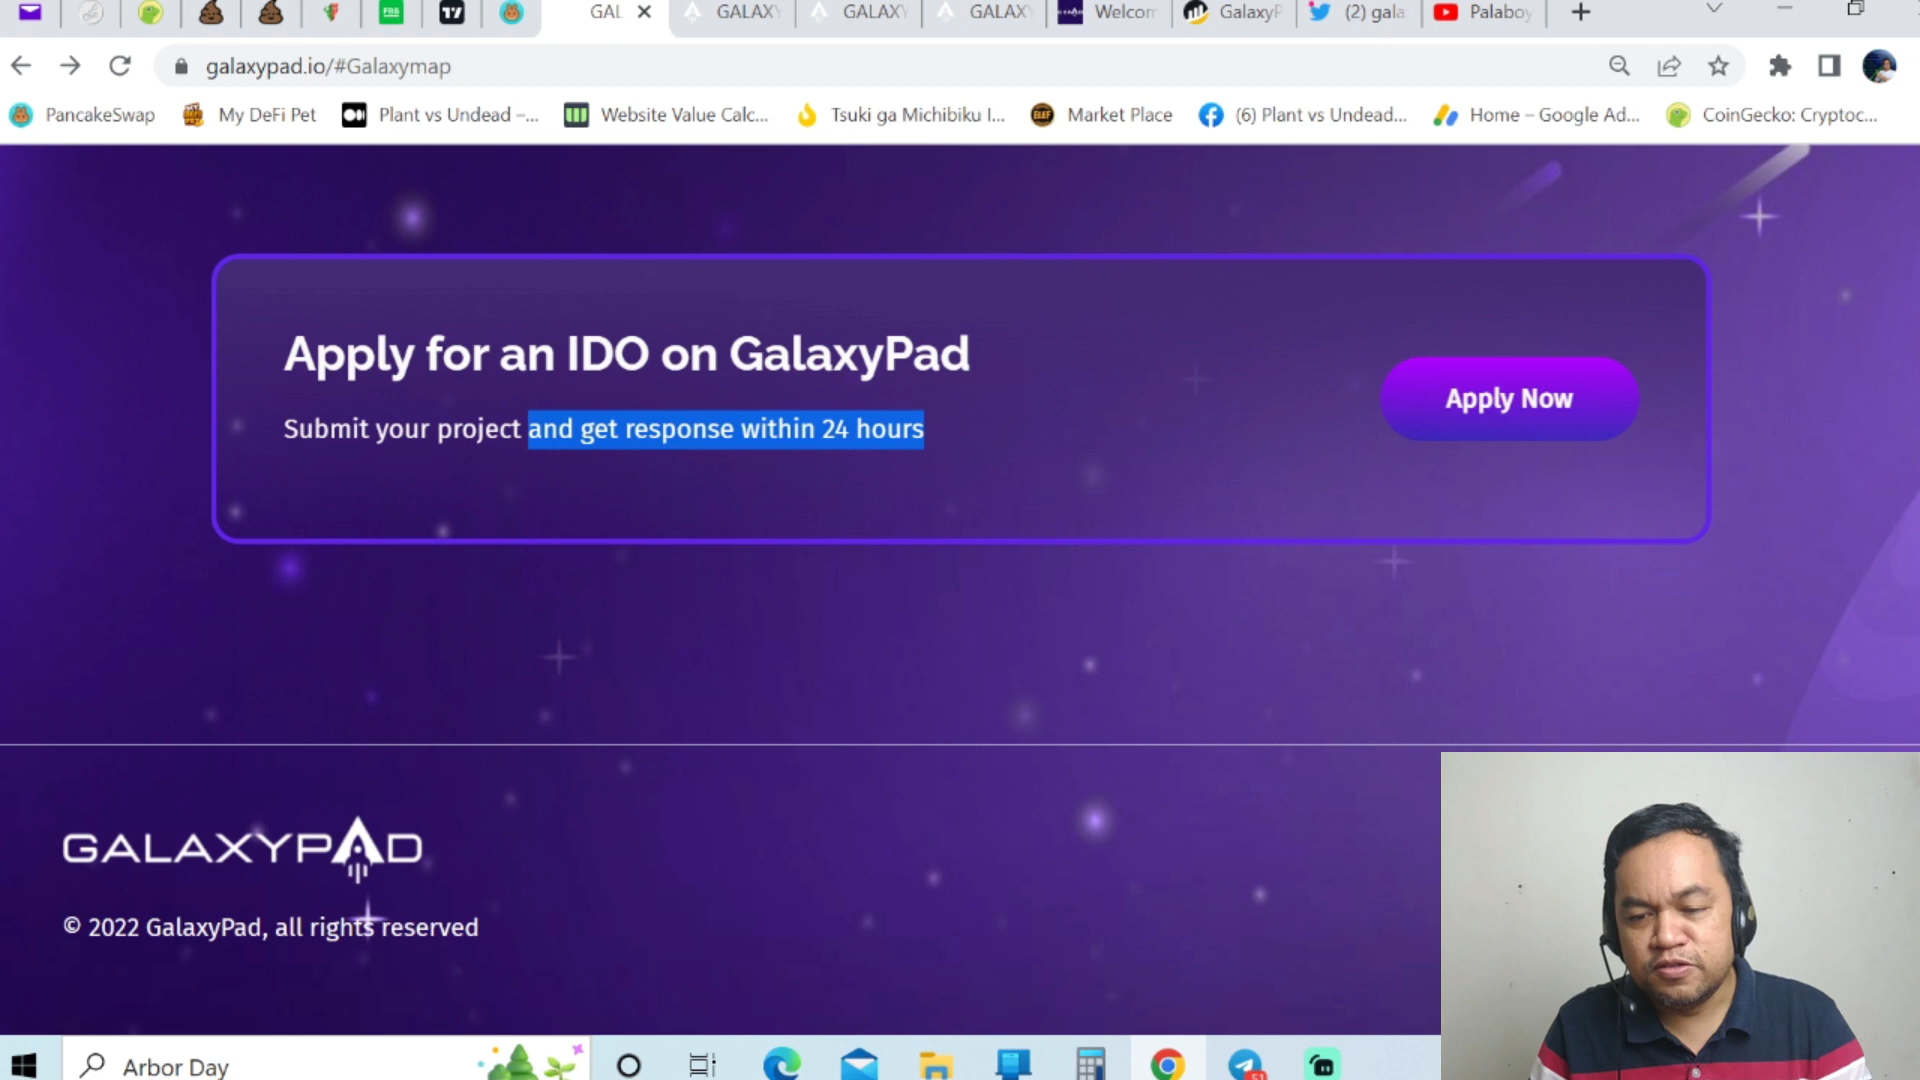 GAL
GALAXY
GALAXY
GALAXY
Welcom
GalaxyP
(2) gala
Palaboy
galaxypad.io/#Galaxymap
PancakeSwap
My DeFi Pet
Plant vs Undead –...
Website Value Calc...
Tsuki ga Michibiku I...
Market Place
(6) Plant vs Undead...
Home – Google Ad...
CoinGecko: Cryptoc...
Apply for an IDO on GalaxyPad
Submit your project and get response within 24 hours
Apply Now
GALAXYPAD
© 2022 GalaxyPad, all rights reserved
Arbor Day
51